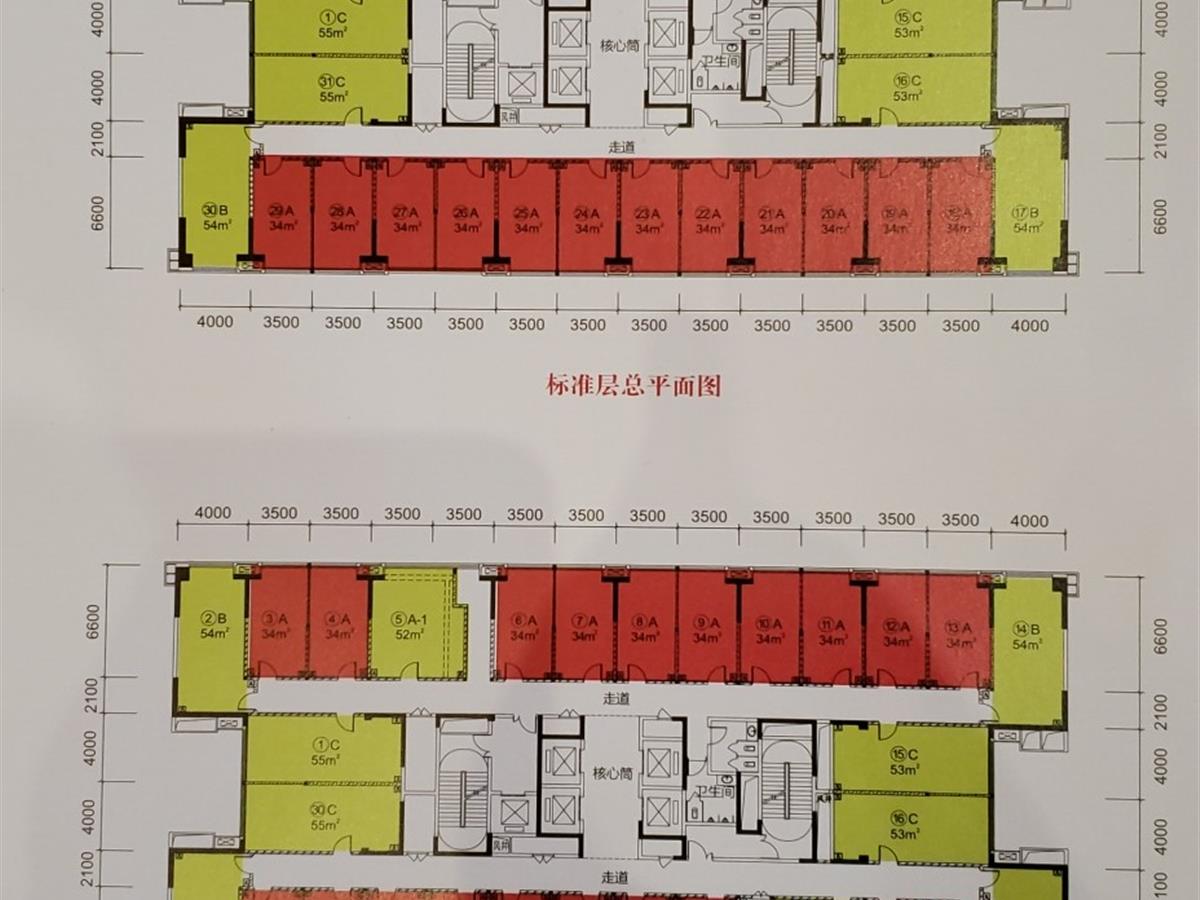 4000
①C
55m²
核心筒
⑮C
53m²
4000
4000
㉛C
55m²
卫生间
⑯C
53m²
4000
风井
2100
走道
2100
6600
㉚B
54m²
㉙A
34m²
㉘A
34m²
㉗A
34m²
㉖A
34m²
㉕A
34m²
㉔A
34m²
㉓A
34m²
㉒A
34m²
㉑A
34m²
⑳A
34m²
⑲A
34m²
⑱A
34m²
⑰B
54m²
6600
4000 3500 3500 3500 3500 3500 3500 3500 3500 3500 3500 3500 3500 4000
标准层总平面图
4000 3500 3500 3500 3500 3500 3500 3500 3500 3500 3500 3500 3500 4000
6600
②B
54m²
③A
34m²
④A
34m²
⑤A-1
52m²
⑥A
34m²
⑦A
34m²
⑧A
34m²
⑨A
34m²
⑩A
34m²
⑪A
34m²
⑫A
34m²
⑬A
34m²
⑭B
54m²
6600
2100
走道
2100
4000
①C
55m²
核心筒
⑮C
53m²
4000
卫生间
风井
4000
㉚C
55m²
⑯C
53m²
4000
风井
2100
走道
100